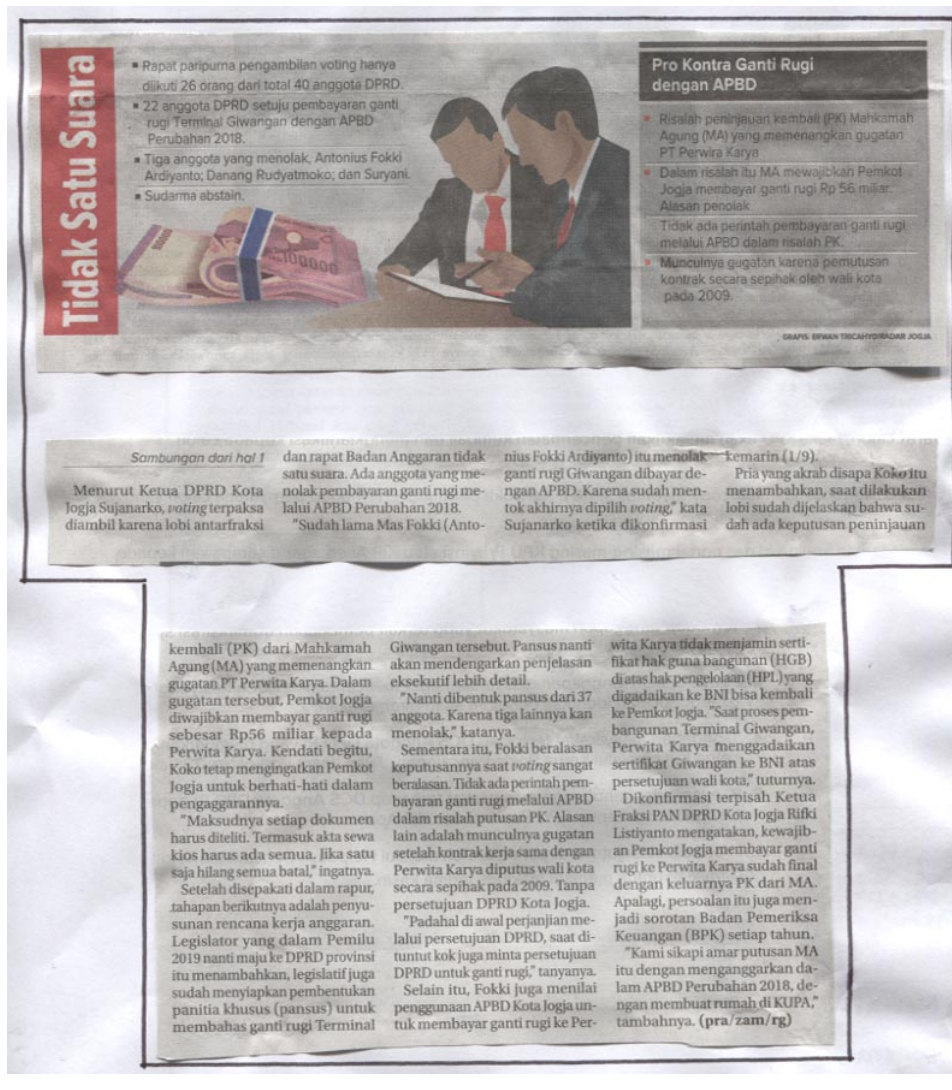 Tidak Satu Suara
▪ Rapat paripurna pengambilan voting hanya
diikuti 26 orang dari total 40 anggota DPRD.
▪ 22 anggota DPRD setuju pembayaran ganti
rugi Terminal Giwangan dengan APBD
Perubahan 2018.
▪ Tiga anggota yang menolak, Antonius Fokki
Ardiyanto; Danang Rudyatmoko; dan Suryani.
▪ Sudarma abstain.
100000
Pro Kontra Ganti Rugi
dengan APBD
▪ Risalah peninjauan kembali (PK) Mahkamah
Agung (MA) yang memenangkan gugatan
PT Perwira Karya
▪ Dalam risalah itu MA mewajibkan Pemkot
Jogja membayar ganti rugi Rp 56 miliar.
Alasan penolak
Tidak ada perintah pembayaran ganti rugi
melalui APBD dalam risalah PK.
▪ Munculnya gugatan karena pemutusan
kontrak secara sepihak oleh wali kota
pada 2009.
GRAFIS: ERWAN TRICAHYO/RADAR JOGJA
Sambungan dari hal 1
Menurut Ketua DPRD Kota
Jogja Sujanarko, voting terpaksa
diambil karena lobi antarfraksi
dan rapat Badan Anggaran tidak
satu suara. Ada anggota yang me-
nolak pembayaran ganti rugi me-
lalui APBD Perubahan 2018.
"Sudah lama Mas Fokki (Anto-
nius Fokki Ardiyanto) itu menolak
ganti rugi Giwangan dibayar de-
ngan APBD. Karena sudah men-
tok akhirnya dipilih voting," kata
Sujanarko ketika dikonfirmasi
kemarin (1/9).
Pria yang akrab disapa Koko itu
menambahkan, saat dilakukan
lobi sudah dijelaskan bahwa su-
dah ada keputusan peninjauan
kembali (PK) dari Mahkamah
Agung (MA) yang memenangkan
gugatan PT Perwita Karya. Dalam
gugatan tersebut, Pemkot Jogja
diwajibkan membayar ganti rugi
sebesar Rp56 miliar kepada
Perwita Karya. Kendati begitu,
Koko tetap mengingatkan Pemkot
Jogja untuk berhati-hati dalam
pengaggarannya.
"Maksudnya setiap dokumen
harus diteliti. Termasuk akta sewa
kios harus ada semua. Jika satu
saja hilang semua batal," ingatnya.
Setelah disepakati dalam rapur,
tahapan berikutnya adalah penyu-
sunan rencana kerja anggaran.
Legislator yang dalam Pemilu
2019 nanti maju ke DPRD provinsi
itu menambahkan, legislatif juga
sudah menyiapkan pembentukan
panitia khusus (pansus) untuk
membahas ganti rugi Terminal
Giwangan tersebut. Pansus nanti
akan mendengarkan penjelasan
eksekutif lebih detail.
"Nanti dibentuk pansus dari 37
anggota. Karena tiga lainnya kan
menolak," katanya.
Sementara itu, Fokki beralasan
keputusannya saat voting sangat
beralasan. Tidak ada perintah pem-
bayaran ganti rugi melalui APBD
dalam risalah putusan PK. Alasan
lain adalah munculnya gugatan
setelah kontrak kerja sama dengan
Perwita Karya diputus wali kota
secara sepihak pada 2009. Tanpa
persetujuan DPRD Kota Jogja.
"Padahal di awal perjanjian me-
lalui persetujuan DPRD, saat di-
tuntut kok juga minta persetujuan
DPRD untuk ganti rugi," tanyanya.
Selain itu, Fokki juga menilai
penggunaan APBD Kota Jogja un-
tuk membayar ganti rugi ke Per-
wita Karya tidak menjamin serti-
fikat hak guna bangunan (HGB)
di atas hak pengelolaan (HPL) yang
digadaikan ke BNI bisa kembali
ke Pemkot Jogja. "Saat proses pem-
bangunan Terminal Giwangan,
Perwita Karya menggadaikan
sertifikat Giwangan ke BNI atas
persetujuan wali kota," tuturnya.
Dikonfirmasi terpisah Ketua
Fraksi PAN DPRD Kota Jogja Rifki
Listiyanto mengatakan, kewajib-
an Pemkot Jogja membayar ganti
rugi ke Perwita Karya sudah final
dengan keluarnya PK dari MA.
Apalagi, persoalan itu juga men-
jadi sorotan Badan Pemeriksa
Keuangan (BPK) setiap tahun.
"Kami sikapi amar putusan MA
itu dengan menganggarkan da-
lam APBD Perubahan 2018, de-
ngan membuat rumah di KUPA,"
tambahnya. (pra/zam/rg)